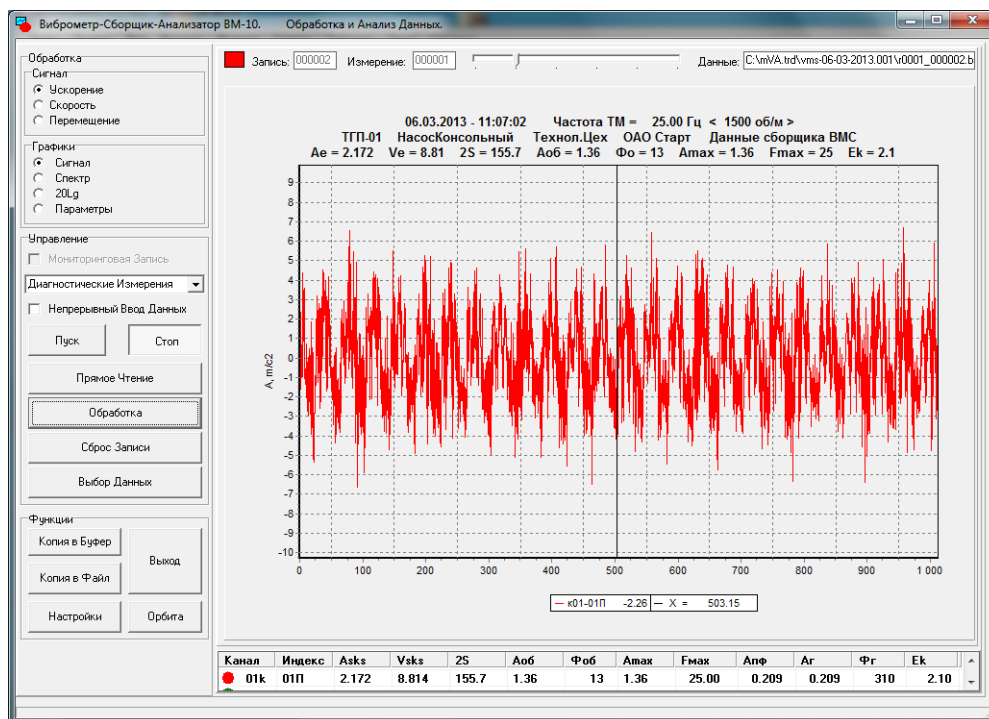 Виброметр-Сборщик-Анализатор ВМ-10. Обработка и Анализ Данных.
Обработка
Сигнал
Ускорение
Скорость
Перемещение
Графики
Сигнал
Спектр
20Lg
Параметры
Управление
Мониторинговая Запись
Диагностические Измерения
Непрерывный Ввод Данных
Пуск Стоп
Прямое Чтение
Обработка
Сброс Записи
Выбор Данных
Функции
Копия в Буфер
Выход
Копия в Файл
Настройки Орбита
Запись: 000002 Измерение: 000001 Данные: C:\mVA.trd\vms-06-03-2013.001\r0001_000002.b
06.03.2013 - 11:07:02 Частота ТМ = 25.00 Гц < 1500 об/м >
ТГП-01 НасосКонсольный Технол.Цех ОАО Старт Данные сборщика ВМС
Ae = 2.172 Ve = 8.81 2S = 155.7 Aоб = 1.36 Фо = 13 Amax = 1.36 Fmax = 25 Ek = 2.1
9
8
7
6
5
4
3
2
1
0
-1
-2
-3
-4
-5
-6
-7
-8
-9
-10
A, m/c2
0 100 200 300 400 500 600 700 800 900 1 000
к01-01П -2.26 X = 503.15
Канал Индекс Asks Vsks 2S Aоб Фоб Amax Fмах Aпф Aг Фг Ek
01k 01П 2.172 8.814 155.7 1.36 13 1.36 25.00 0.209 0.209 310 2.10